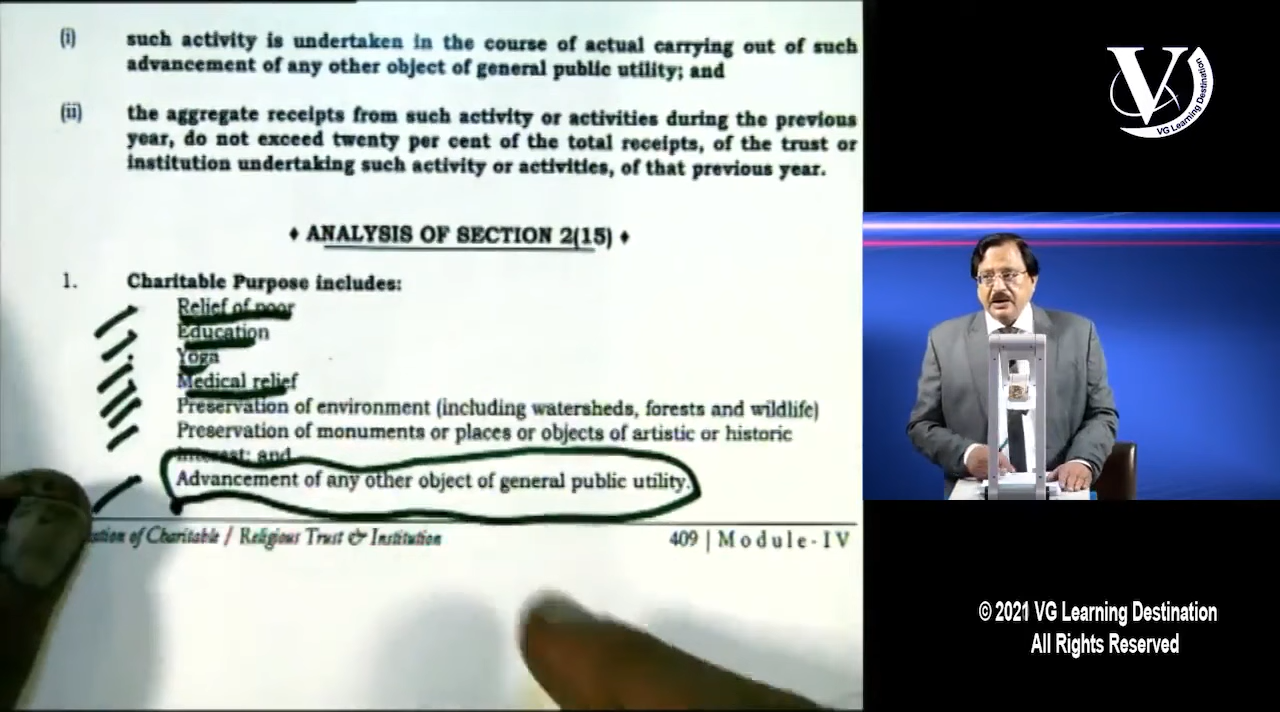 (i) such activity is undertaken in the course of actual carrying out of such
advancement of any other object of general public utility; and
(ii) the aggregate receipts from such activity or activities during the previous
year, do not exceed twenty per cent of the total receipts, of the trust or
institution undertaking such activity or activities, of that previous year.
♦ ANALYSIS OF SECTION 2(15) ♦
1. Charitable Purpose includes:
Relief of poor
Education
Yoga
Medical relief
Preservation of environment (including watersheds, forests and wildlife)
Preservation of monuments or places or objects of artistic or historic
interest; and
Advancement of any other object of general public utility.
of Charitable / Religious Trust & Institution
409 | Module-IV
V
VG Learning Destination
© 2021 VG Learning Destination
All Rights Reserved